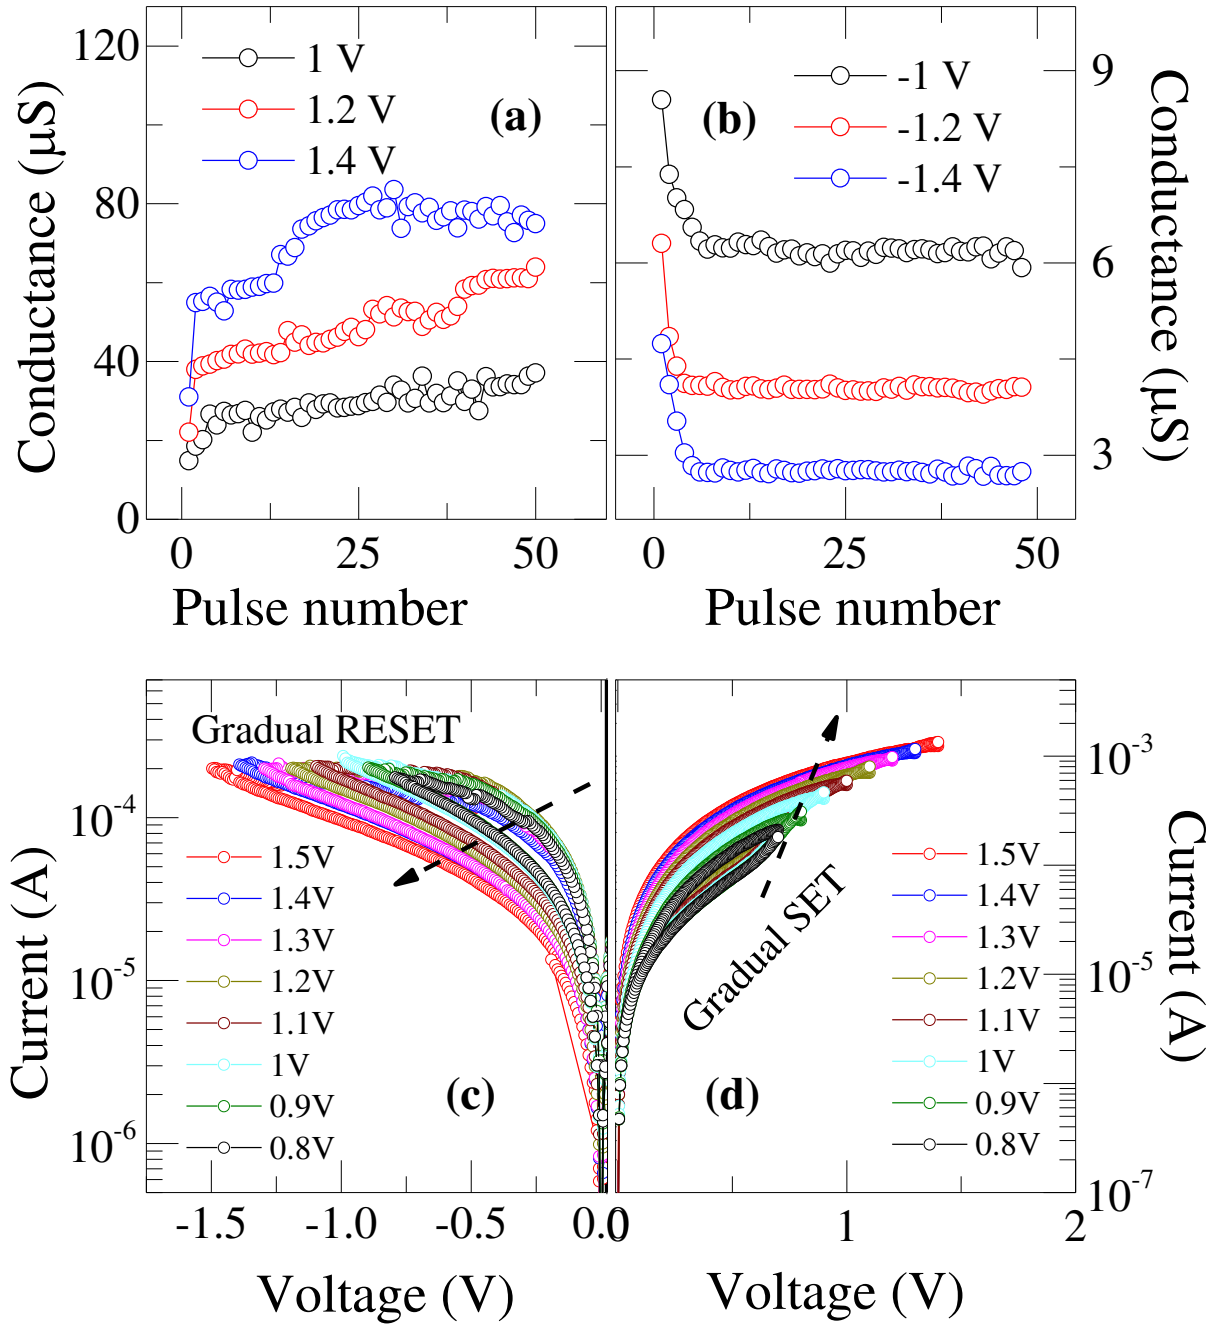 120
80
40
0
Conductance (μS)
1 V
1.2 V
1.4 V
(a)
0
25
50
Pulse number
(b)
-1 V
-1.2 V
-1.4 V
9
6
3
Conductance (μS)
0
25
50
Pulse number
Gradual RESET
10-4
10-5
10-6
Current (A)
1.5V
1.4V
1.3V
1.2V
1.1V
1V
0.9V
0.8V
(c)
-1.5
-1.0
-0.5
0.0
Voltage (V)
Gradual SET
(d)
1.5V
1.4V
1.3V
1.2V
1.1V
1V
0.9V
0.8V
10-3
10-5
10-7
Current (A)
0
1
2
Voltage (V)